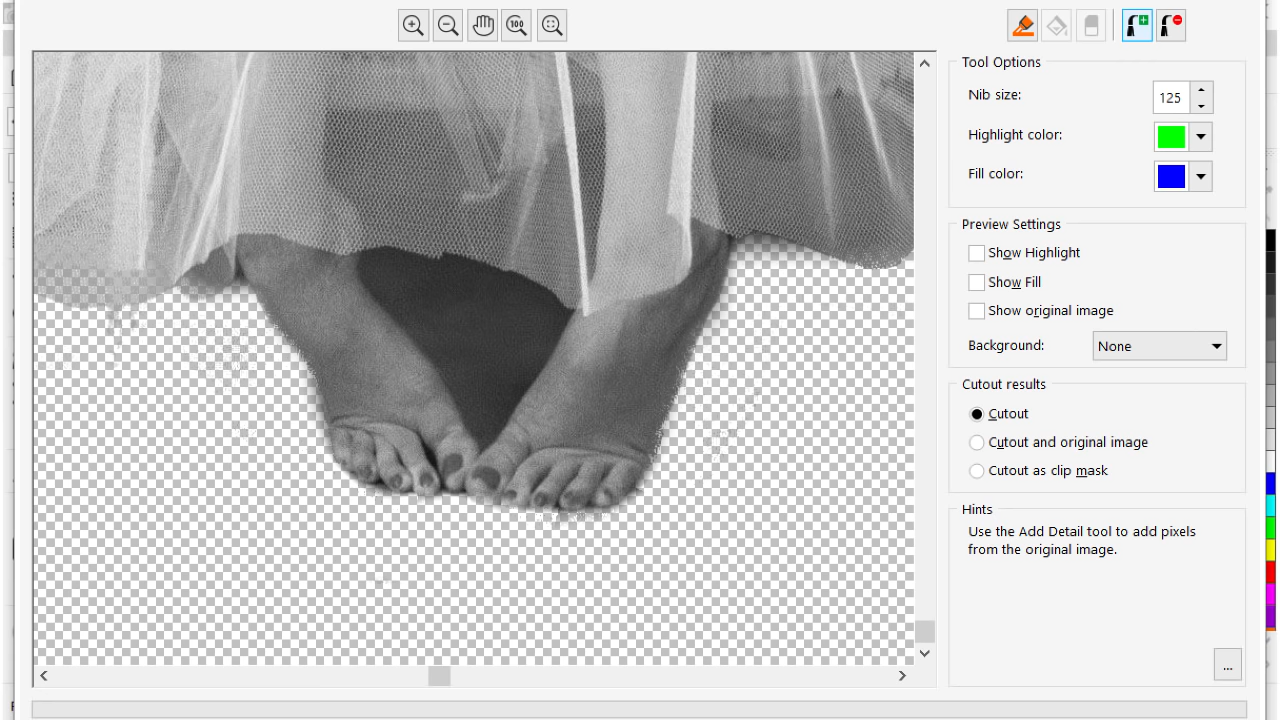 100
Tool Options
Nib size:
125
Highlight color:
Fill color:
Preview Settings
Show Highlight
Show Fill
Show original image
Background:
None
Cutout results
Cutout
Cutout and original image
Cutout as clip mask
Hints
Use the Add Detail tool to add pixels
from the original image.
...